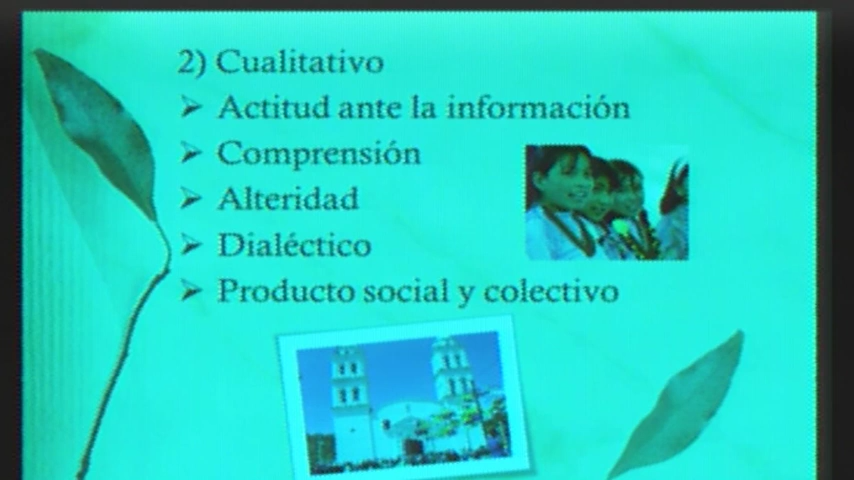 2) Cualitativo
➢ Actitud ante la información
➢ Comprensión
➢ Alteridad
➢ Dialéctico
➢ Producto social y colectivo